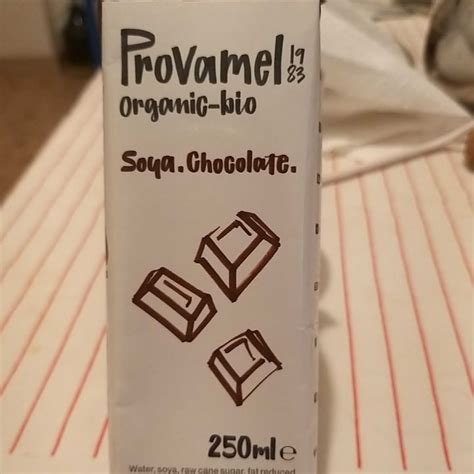 Provamel 19
83
organic-bio
Soya.Chocolate.
250ml e
Water, soya, raw cane sugar, fat reduced